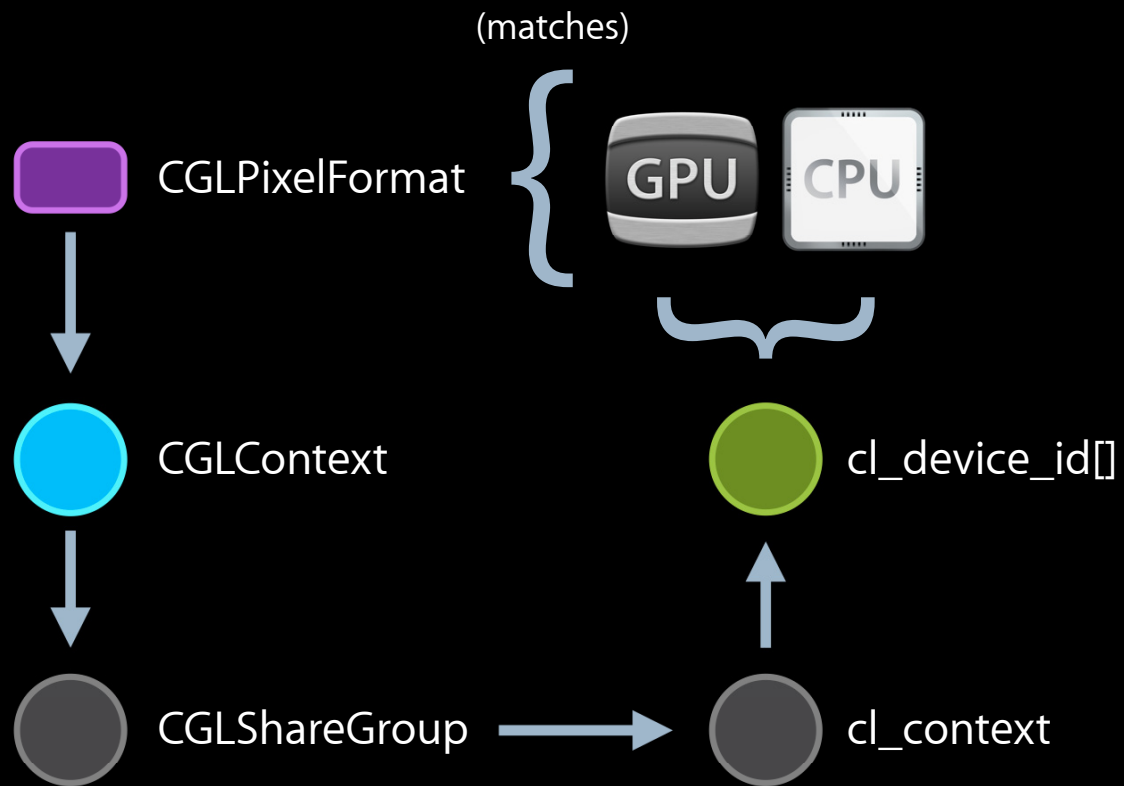 (matches)
CGLPixelFormat
GPU
CPU
CGLContext
cl_device_id[]
CGLShareGroup
cl_context